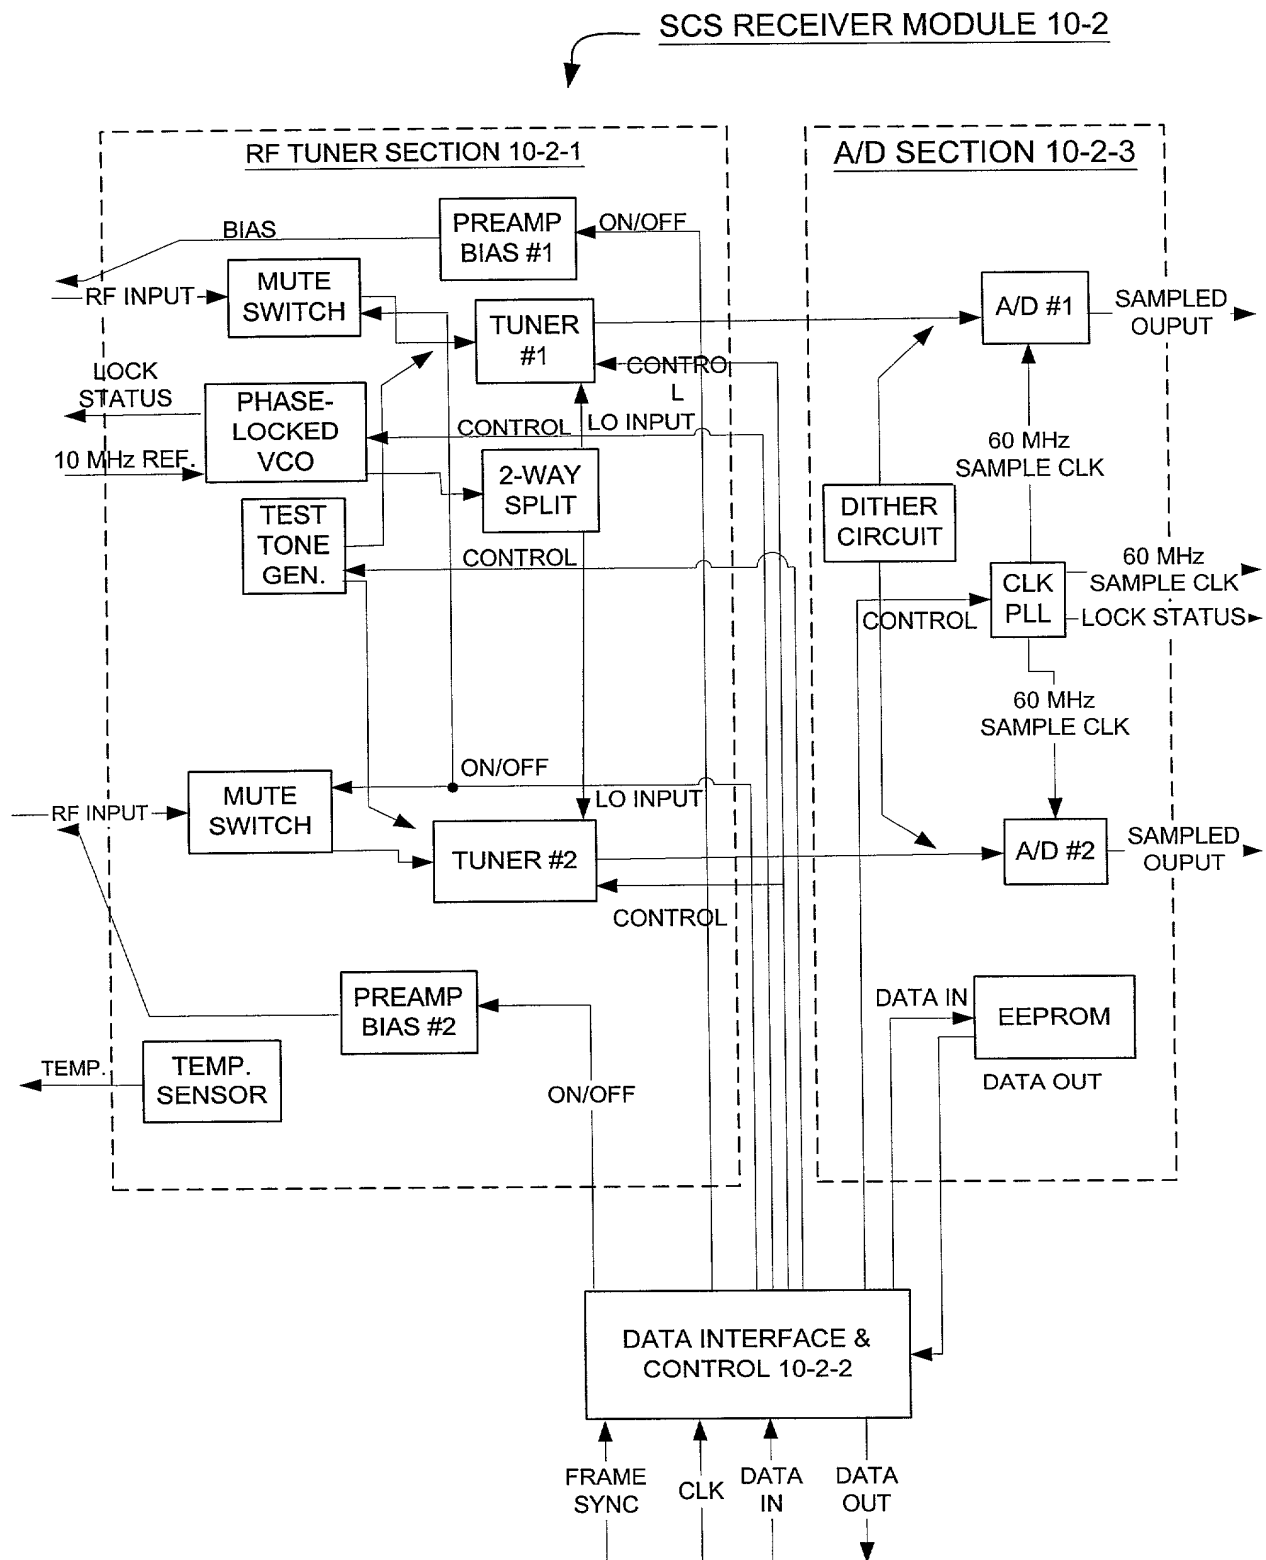 SCS RECEIVER MODULE 10-2
RF TUNER SECTION 10-2-1
A/D SECTION 10-2-3
BIAS
PREAMP
BIAS #1
ON/OFF
RF INPUT
MUTE
SWITCH
TUNER
#1
A/D #1
SAMPLED
OUPUT
CONTRO
L
LOCK
STATUS
PHASE-
LOCKED
VCO
CONTROL
LO INPUT
10 MHz REF.
2-WAY
SPLIT
60 MHz
SAMPLE CLK
TEST
TONE
GEN.
CONTROL
DITHER
CIRCUIT
CLK
PLL
60 MHz
SAMPLE CLK
CONTROL
LOCK STATUS
60 MHz
SAMPLE CLK
ON/OFF
RF INPUT
MUTE
SWITCH
LO INPUT
TUNER #2
A/D #2
SAMPLED
OUPUT
CONTROL
PREAMP
BIAS #2
DATA IN
EEPROM
DATA OUT
TEMP.
TEMP.
SENSOR
ON/OFF
DATA INTERFACE &
CONTROL 10-2-2
FRAME
SYNC
CLK
DATA
IN
DATA
OUT